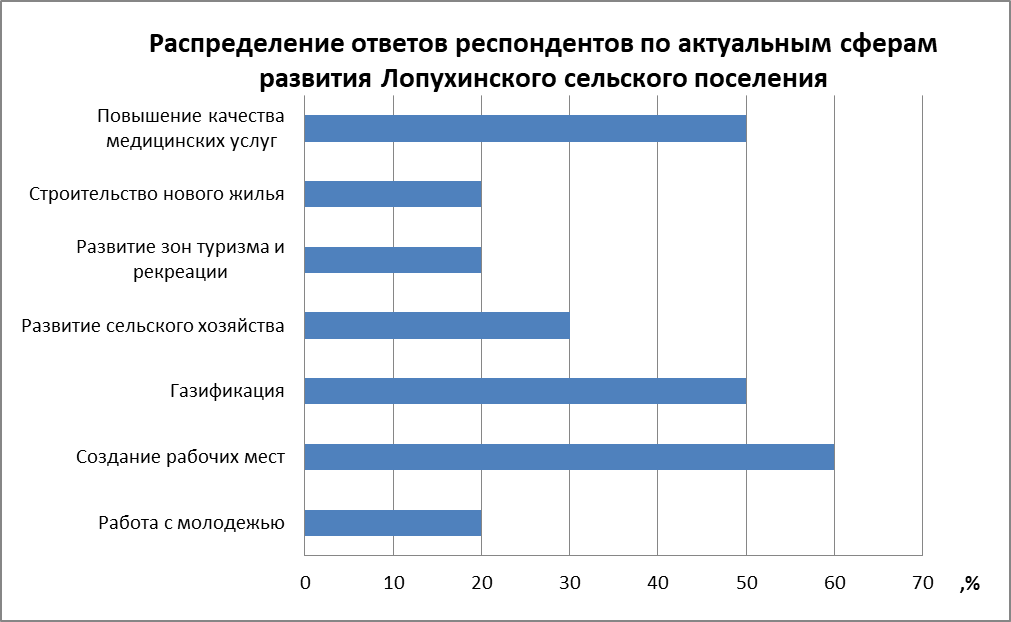 Распределение ответов респондентов по актуальным сферам
развития Лопухинского сельского поселения
Повышение качества
медицинских услуг
Строительство нового жилья
Развитие зон туризма и
рекреации
Развитие сельского хозяйства
Газификация
Создание рабочих мест
Работа с молодежью
0 10 20 30 40 50 60 70 ,%